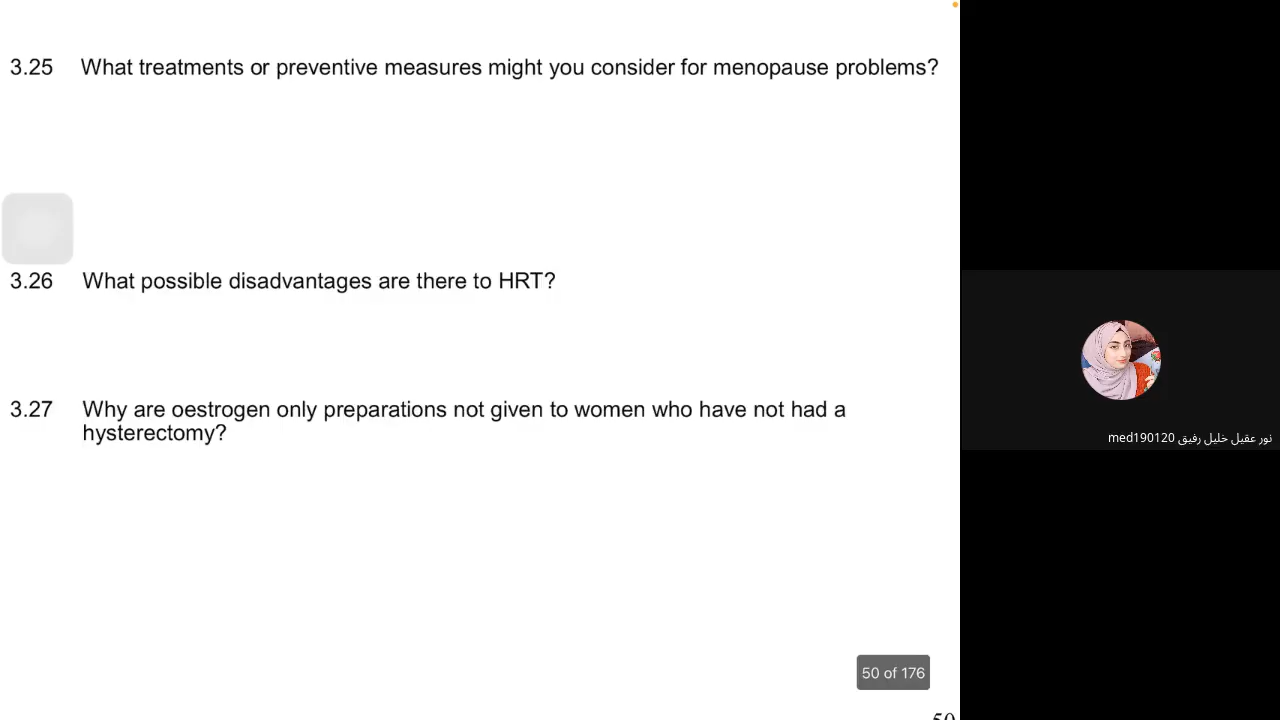 3.25 What treatments or preventive measures might you consider for menopause problems?
3.26 What possible disadvantages are there to HRT?
3.27 Why are oestrogen only preparations not given to women who have not had a
hysterectomy?
50 of 176
50
med190120 نور عقيل خليل رفيق